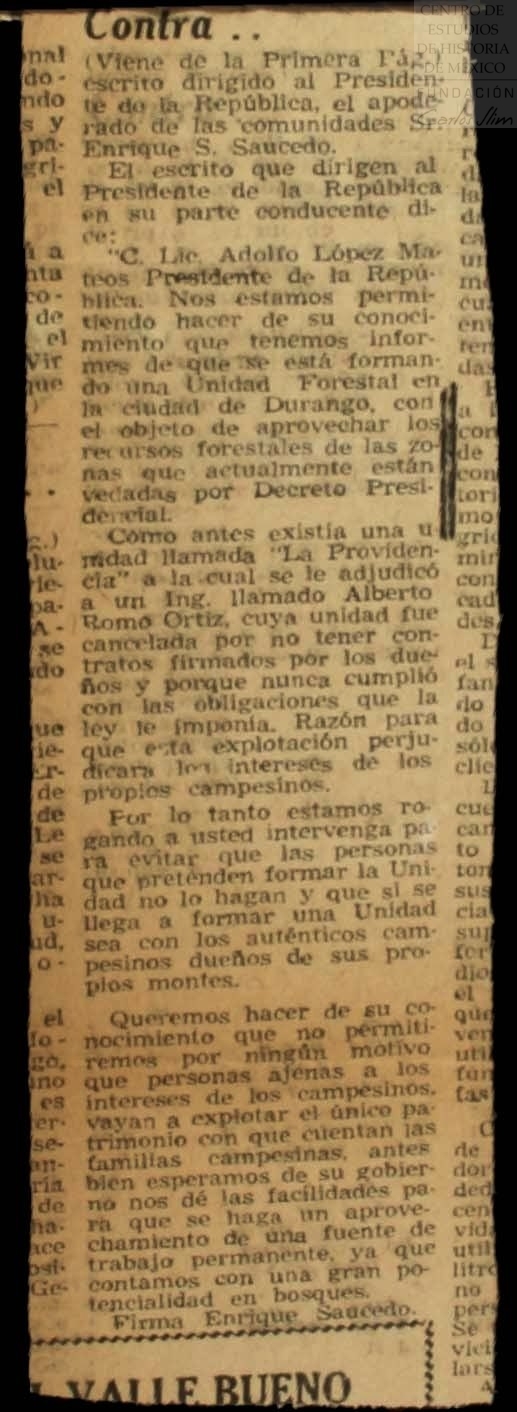 CENTRO DE
ESTUDIOS
DE HISTORIA
DE MÉXICO
FUNDACIÓN
Carlos Slim
Contra ..
(Viene de la Primera Pág.)
escrito dirigido al Presiden-
te de la República, el apode-
rado de las comunidades Sr.
Enrique S. Saucedo.
El escrito que dirigen al
Presidente de la República
en su parte conducente di-
ce:
"C. Lic. Adolfo López Ma-
teos Presidente de la Repú-
blica. Nos estamos permi-
tiendo hacer de su conoci-
miento que tenemos infor-
mes de que se está forman-
do una Unidad Forestal en
la ciudad de Durango, con
el objeto de aprovechar los
recursos forestales de las zo-
nas que actualmente están
vedadas por Decreto Presi-
dencial.
Como antes existía una u-
nidad llamada "La Providen-
cia" a la cual se le adjudicó
a un Ing. llamado Alberto
Romo Ortiz, cuya unidad fue
cancelada por no tener con-
tratos firmados por los due-
ños y porque nunca cumplió
con las obligaciones que la
ley le imponía. Razón para
que esta explotación perju-
dicara los intereses de los
propios campesinos.
Por lo tanto estamos ro-
gando a usted intervenga pa-
ra evitar que las personas
que pretenden formar la Uni-
dad no lo hagan y que si se
llega a formar una Unidad
sea con los auténticos cam-
pesinos dueños de sus pro-
pios montes.
Queremos hacer de su co-
nocimiento que no permiti-
remos por ningún motivo
que personas ajenas a los
intereses de los campesinos,
vayan a explotar el único pa-
trimonio con que cuentan las
familias campesinas, antes
bien esperamos de su gobier-
no nos dé las facilidades pa-
ra que se haga un aprove-
chamiento de una fuente de
trabajo permanente, ya que
contamos con una gran po-
tencialidad en bosques.
Firma Enrique Saucedo.
VALLE BUENO